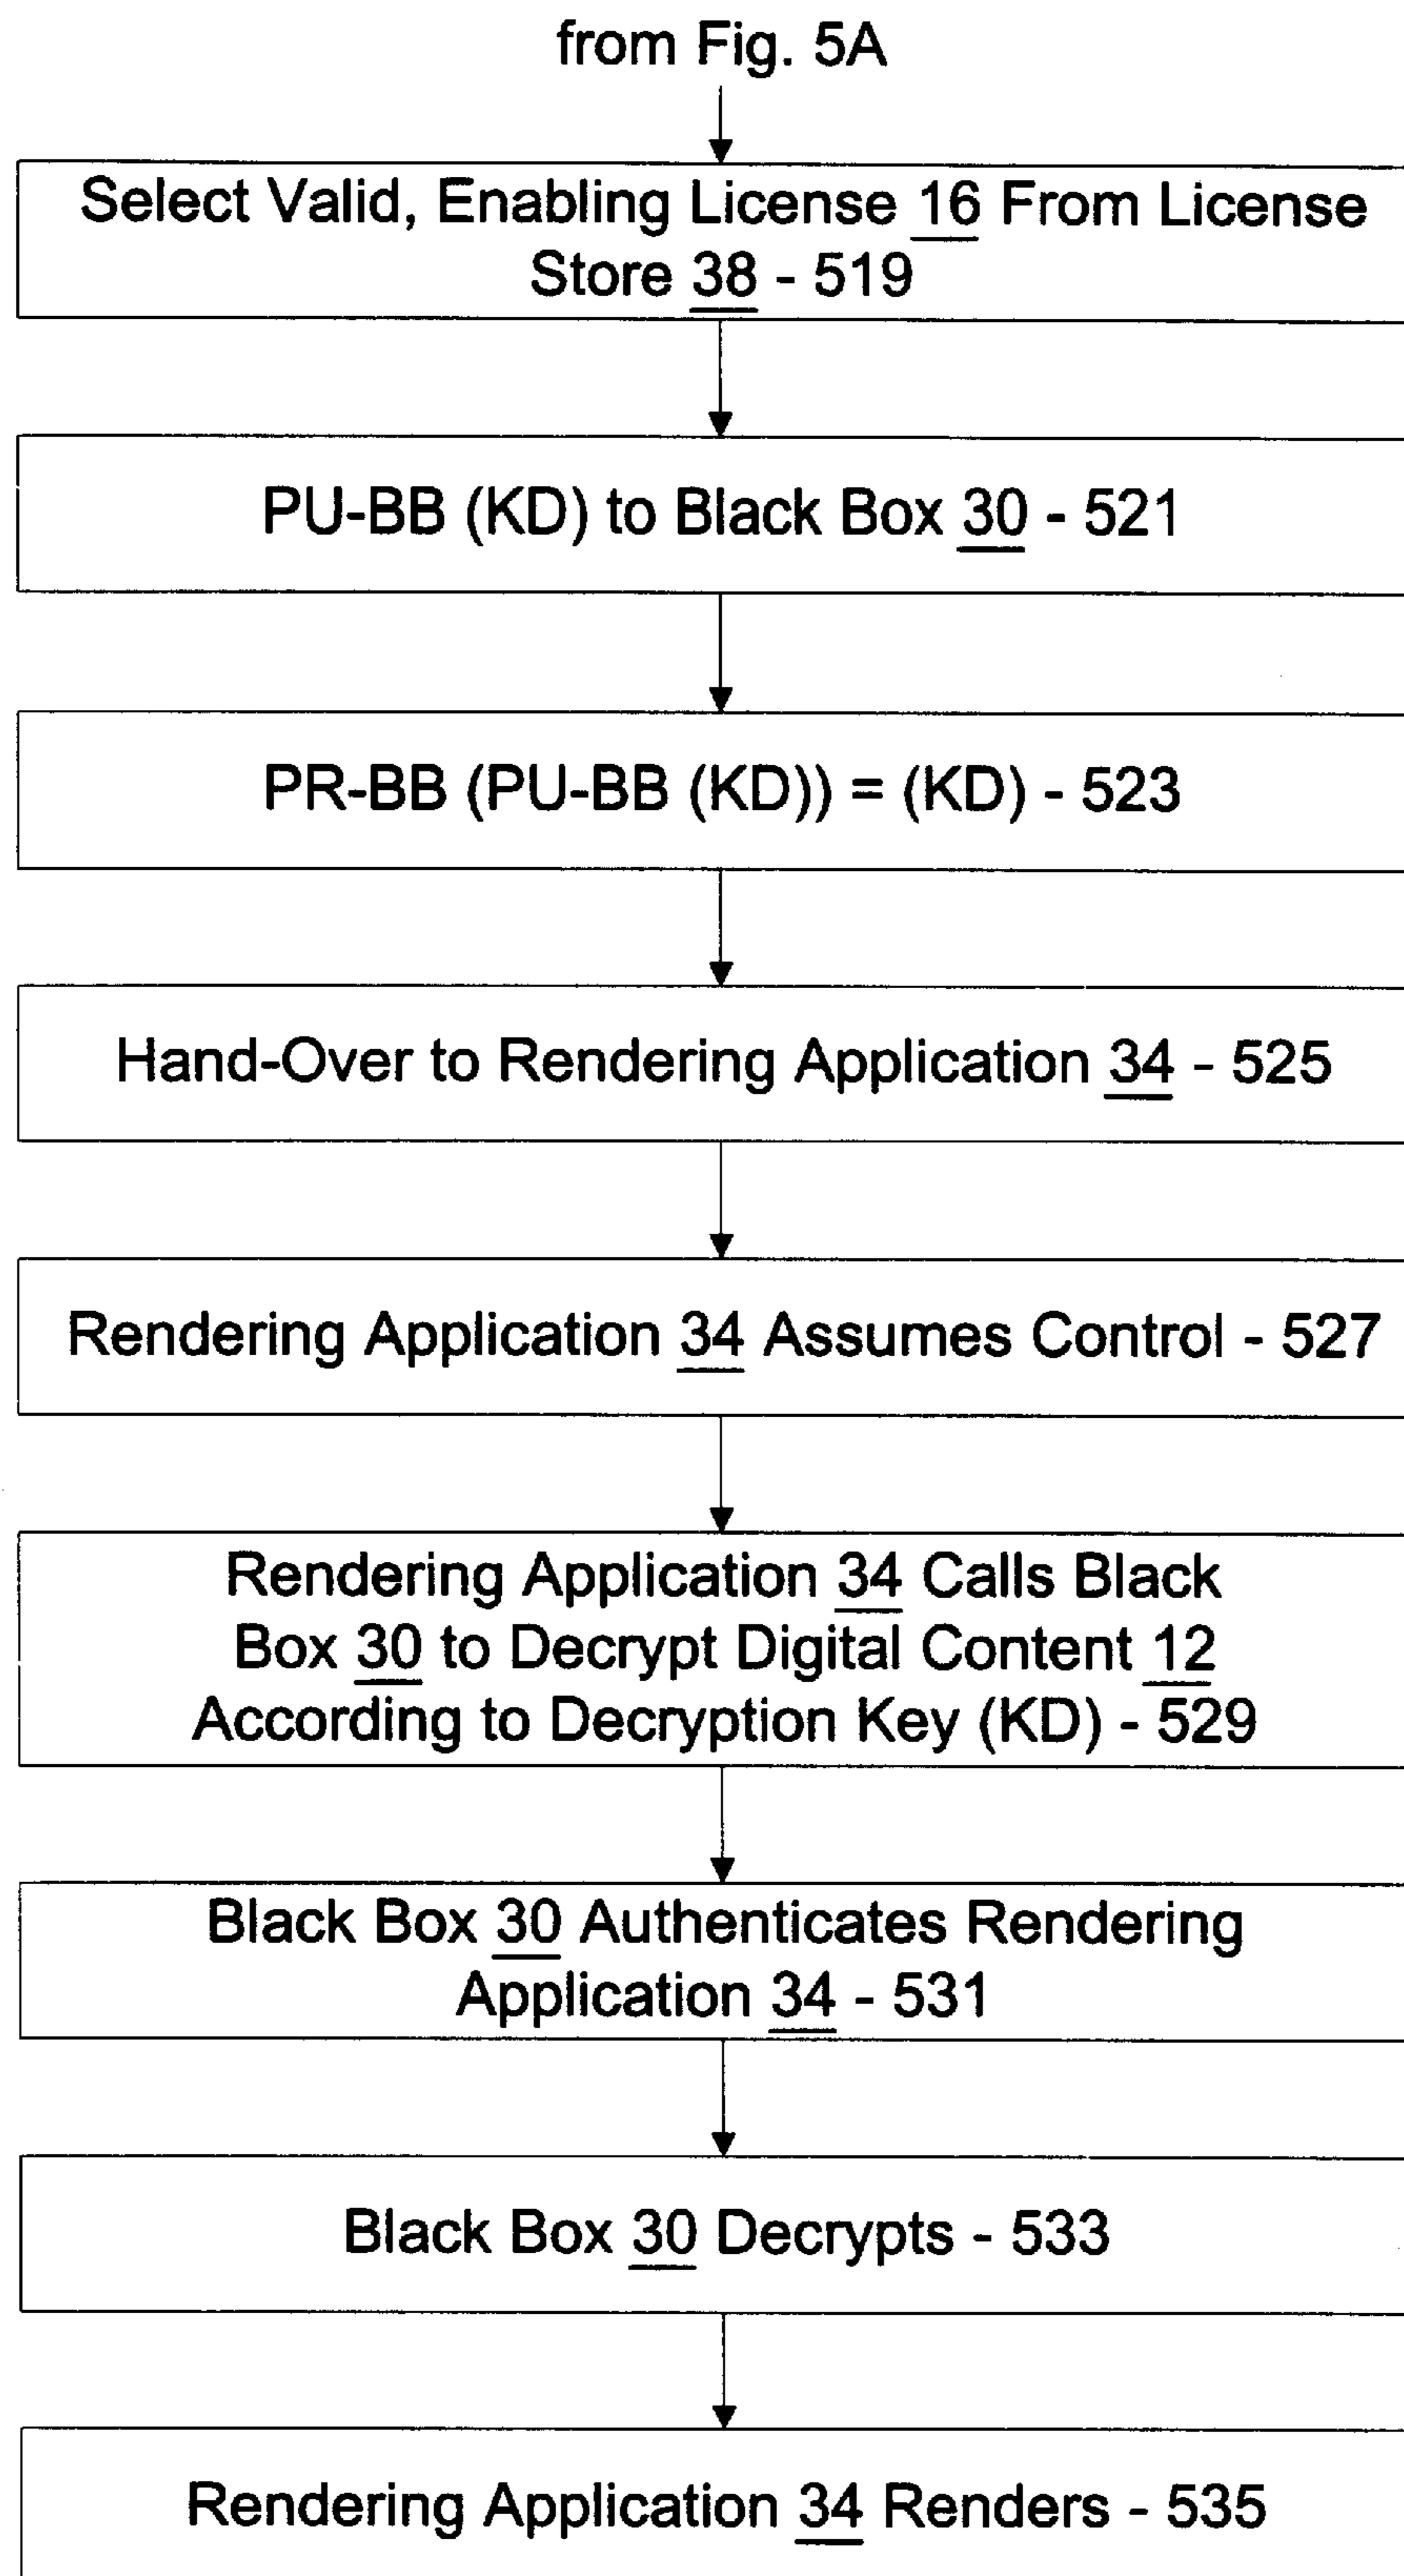 from Fig. 5A
Select Valid, Enabling License 16 From License
Store 38 - 519
PU-BB (KD) to Black Box 30 - 521
PR-BB (PU-BB (KD)) = (KD) - 523
Hand-Over to Rendering Application 34 - 525
Rendering Application 34 Assumes Control - 527
Rendering Application 34 Calls Black
Box 30 to Decrypt Digital Content 12
According to Decryption Key (KD) - 529
Black Box 30 Authenticates Rendering
Application 34 - 531
Black Box 30 Decrypts - 533
Rendering Application 34 Renders - 535